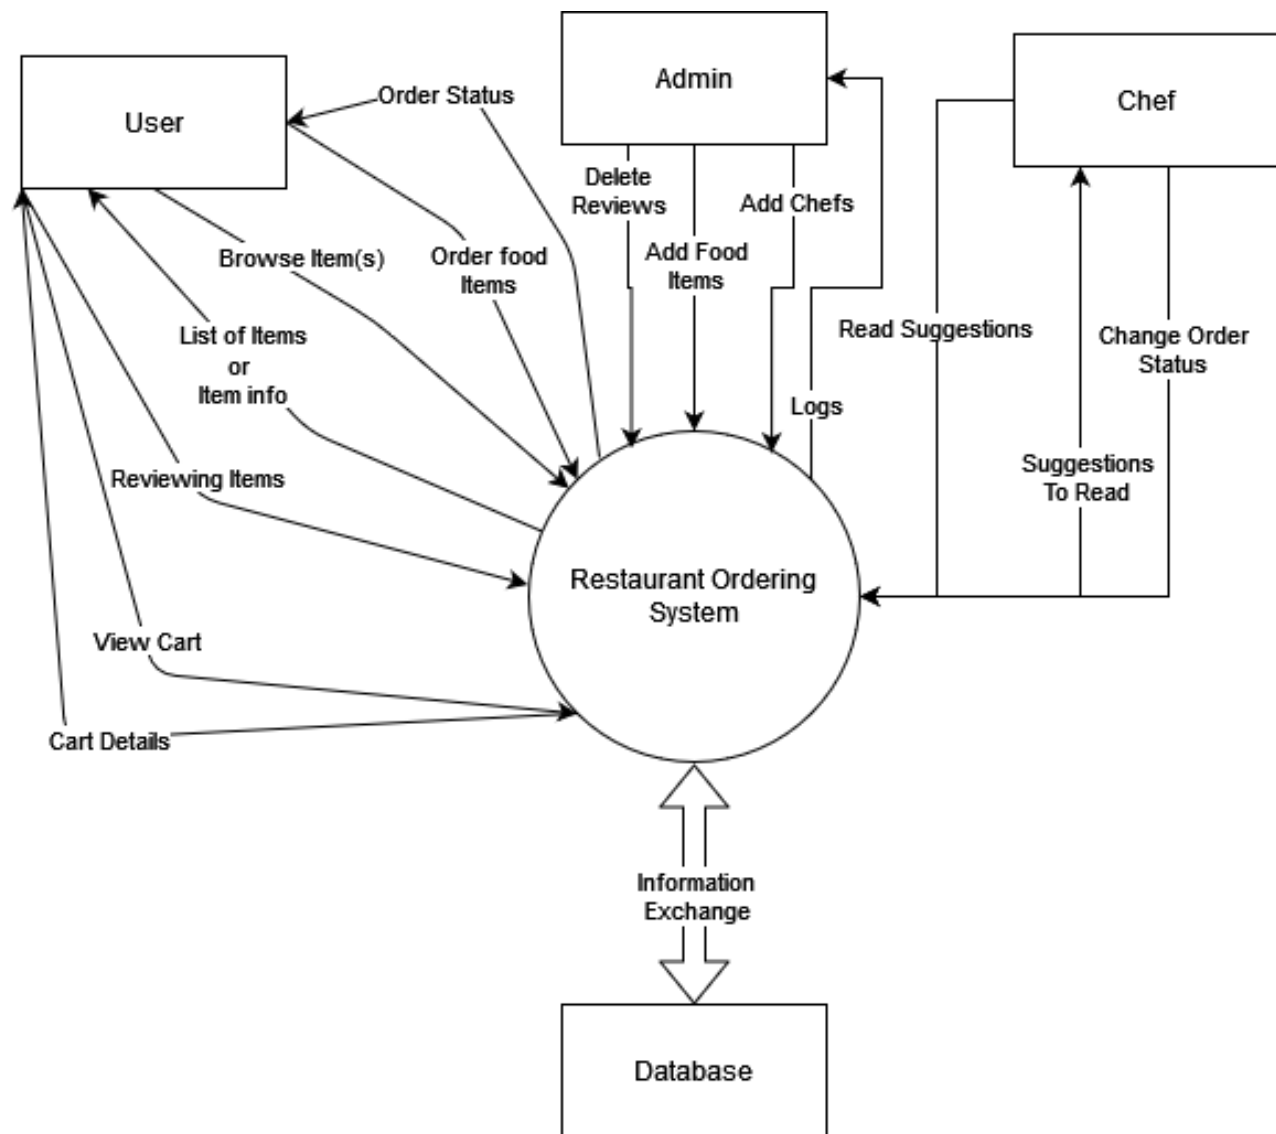 Admin
Chef
User
Order Status
Delete
Reviews
Add Chefs
Add Food
Items
Browse Item(s)
Order food
Items
Read Suggestions
Change Order
Status
List of Items
or
Item info
Logs
Reviewing Items
Suggestions
To Read
Restaurant Ordering
System
View Cart
Cart Details
Information
Exchange
Database